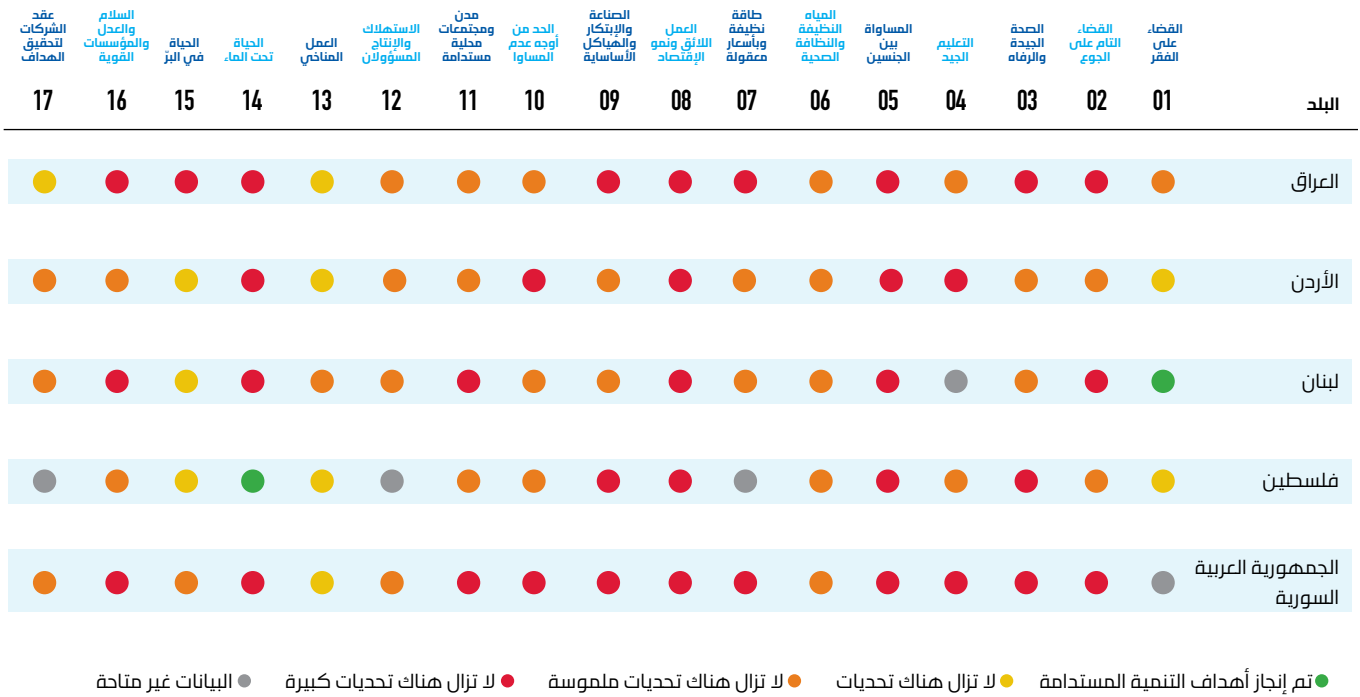 القضاء
على
الفقر
القضاء
التام على
الجوع
الصحة
الجيدة
والرفاه
التعليم
الجيد
المساواة
بين
الجنسين
المياه
النظيفة
والنظافة
الصحية
طاقة
نظيفة
وبأسعار
معقولة
العمل
اللائق ونمو
الإقتصاد
الصناعة
والإبتكار
والهياكل
الأساساية
الحد من
أوجه عدم
المساوا
مدن
ومجتمعات
محلية
مستدامة
الاستهلاك
والإنتاج
المسؤولان
العمل
المناخي
الحياة
تحت الماء
الحياة
في البرّ
السلام
والعدل
والمؤسسات
القوية
عقد
الشركات
لتحقيق
الهداف
البلد 01 02 03 04 05 06 07 08 09 10 11 12 13 14 15 16 17
العراق
الأردن
لبنان
فلسطين
الجمهورية العربية
السورية
تم إنجاز أهداف التنمية المستدامة لا تزال هناك تحديات لا تزال هناك تحديات ملموسة لا تزال هناك تحديات كبيرة البيانات غير متاحة